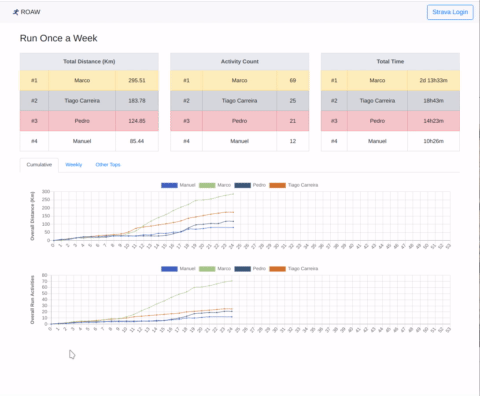 ROAW
Strava Login
Run Once a Week
Total Distance (Km)
#1 Marco 295.51
#2 Tiago Carreira 183.78
#3 Pedro 124.85
#4 Manuel 85.44
Activity Count
#1 Marco 69
#2 Tiago Carreira 25
#3 Pedro 21
#4 Manuel 12
Total Time
#1 Marco 2d 13h33m
#2 Tiago Carreira 18h43m
#3 Pedro 14h23m
#4 Manuel 10h26m
Cumulative Weekly Other Tops
Manuel Marco Pedro Tiago Carreira
Overall Distance (Km)
300
250
200
150
100
50
0
0 1 2 3 4 5 6 7 8 9 10 11 12 13 14 15 16 17 18 19 20 21 22 23 24 25 26 27 28 29 30 31 32 33 34 35 36 37 38 39 40 41 42 43 44 45 46 47 48 49 50 51 52 53
Manuel Marco Pedro Tiago Carreira
Overall Run Activities
80
70
60
50
40
30
20
10
0
0 1 2 3 4 5 6 7 8 9 10 11 12 13 14 15 16 17 18 19 20 21 22 23 24 25 26 27 28 29 30 31 32 33 34 35 36 37 38 39 40 41 42 43 44 45 46 47 48 49 50 51 52 53